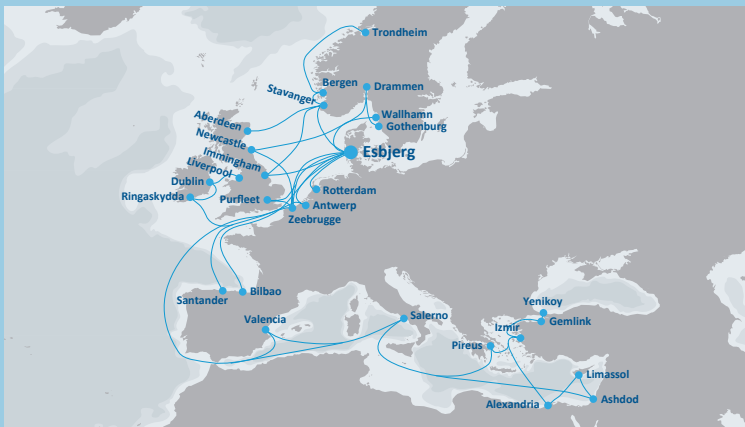 Trondheim
Bergen
Drammen
Stavanger
Wallhamn
Gothenburg
Aberdeen
Newcastle
Immingham
Esbjerg
Liverpool
Dublin
Rotterdam
Ringaskydda
Purfleet
Antwerp
Zeebrugge
Santander
Bilbao
Valencia
Salerno
Yenikoy
Gemlink
Izmir
Pireus
Limassol
Alexandria
Ashdod